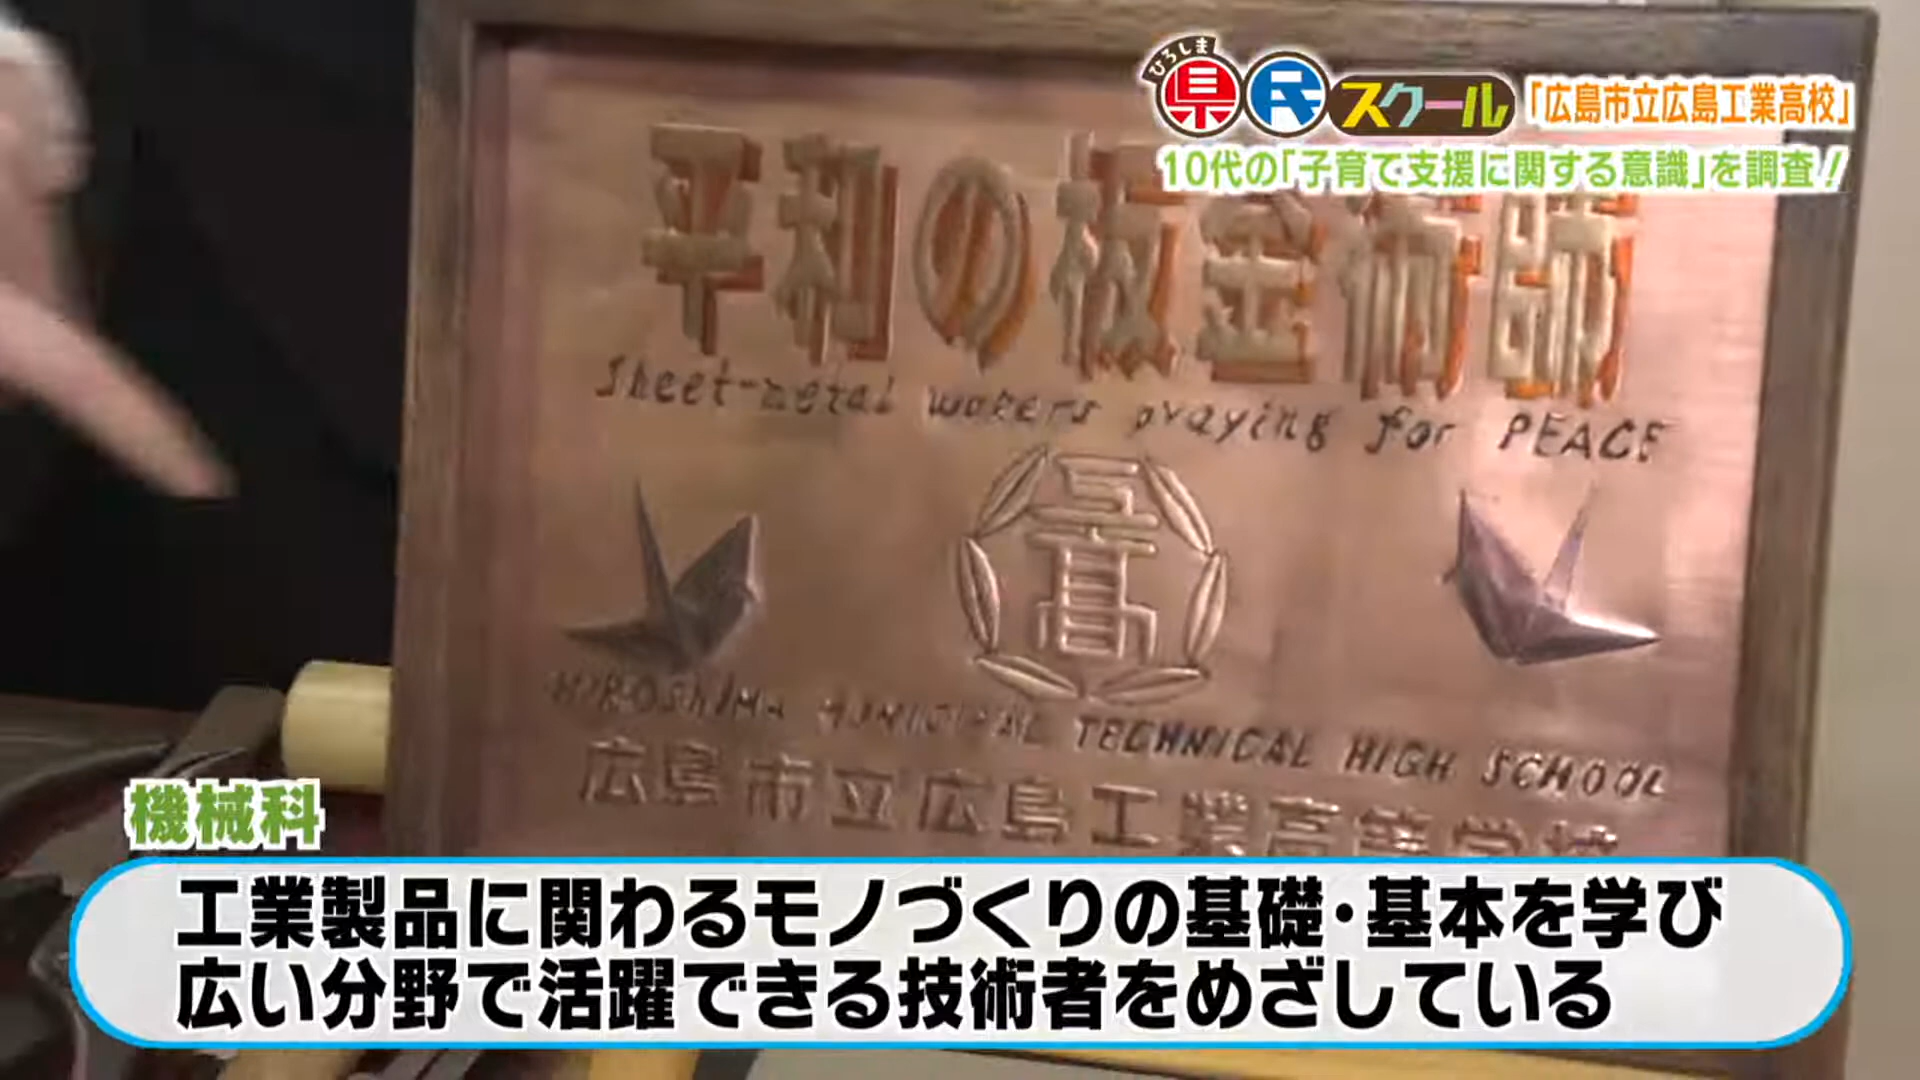 ひろしま
県民スクール「広島市立広島工業高校」
10代の「子育て支援に関する意識」を調査！
平和の板金術師
Sheet-metal wokers praying for PEACE
HIROSHIMA MUNICIPAL TECHNICAL HIGH SCHOOL
広島市立広島工業高等学校
機械科
工業製品に関わるモノづくりの基礎・基本を学び
広い分野で活躍できる技術者をめざしている